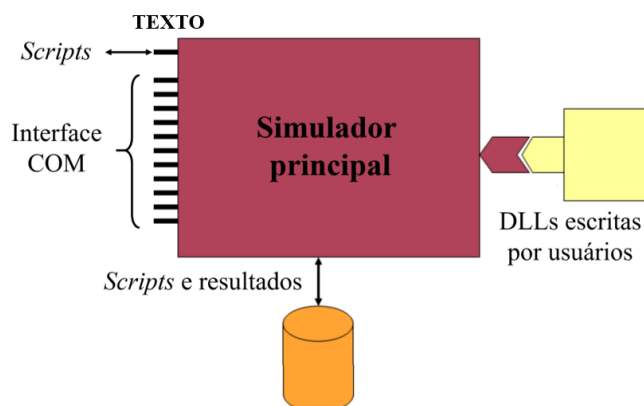 TEXTO
Scripts
Interface
COM
Simulador
principal
DLLs escritas
por usuários
Scripts e resultados